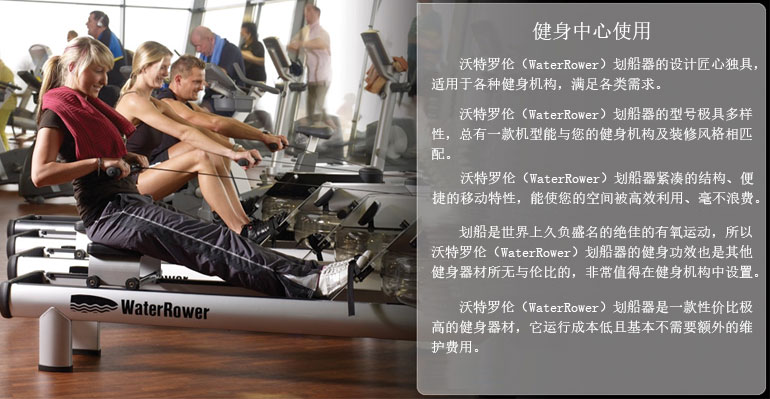 健身中心使用
沃特罗伦（WaterRower）划船器的设计匠心独具，
适用于各种健身机构，满足各类需求。
沃特罗伦（WaterRower）划船器的型号极具多样
性，总有一款机型能与您的健身机构及装修风格相匹
配。
沃特罗伦（WaterRower）划船器紧凑的结构、便
捷的移动特性，能使您的空间被高效利用、毫不浪费。
划船是世界上久负盛名的绝佳的有氧运动，所以
沃特罗伦（WaterRower）划船器的健身功效也是其他
健身器材所无与伦比的，非常值得在健身机构中设置。
沃特罗伦（WaterRower）划船器是一款性价比极
高的健身器材，它运行成本低且基本不需要额外的维
护费用。
WaterRower